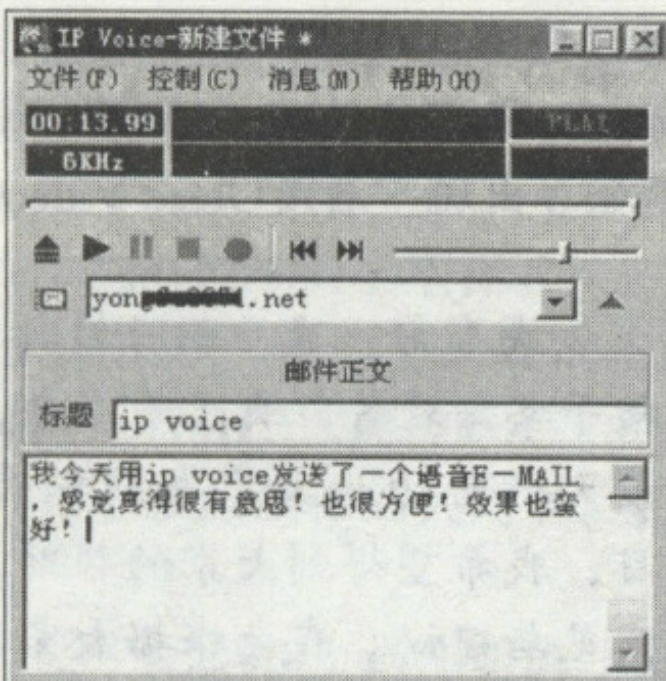 IP Voice-新建文件 *
文件(F) 控制(C) 消息(M) 帮助(H)
00:13.99 PLAY
6KHz
.net
邮件正文
标题 ip voice
我今天用ip voice发送了一个语音E-MAIL
，感觉真得很有意思！也很方便！效果也蛮
好！